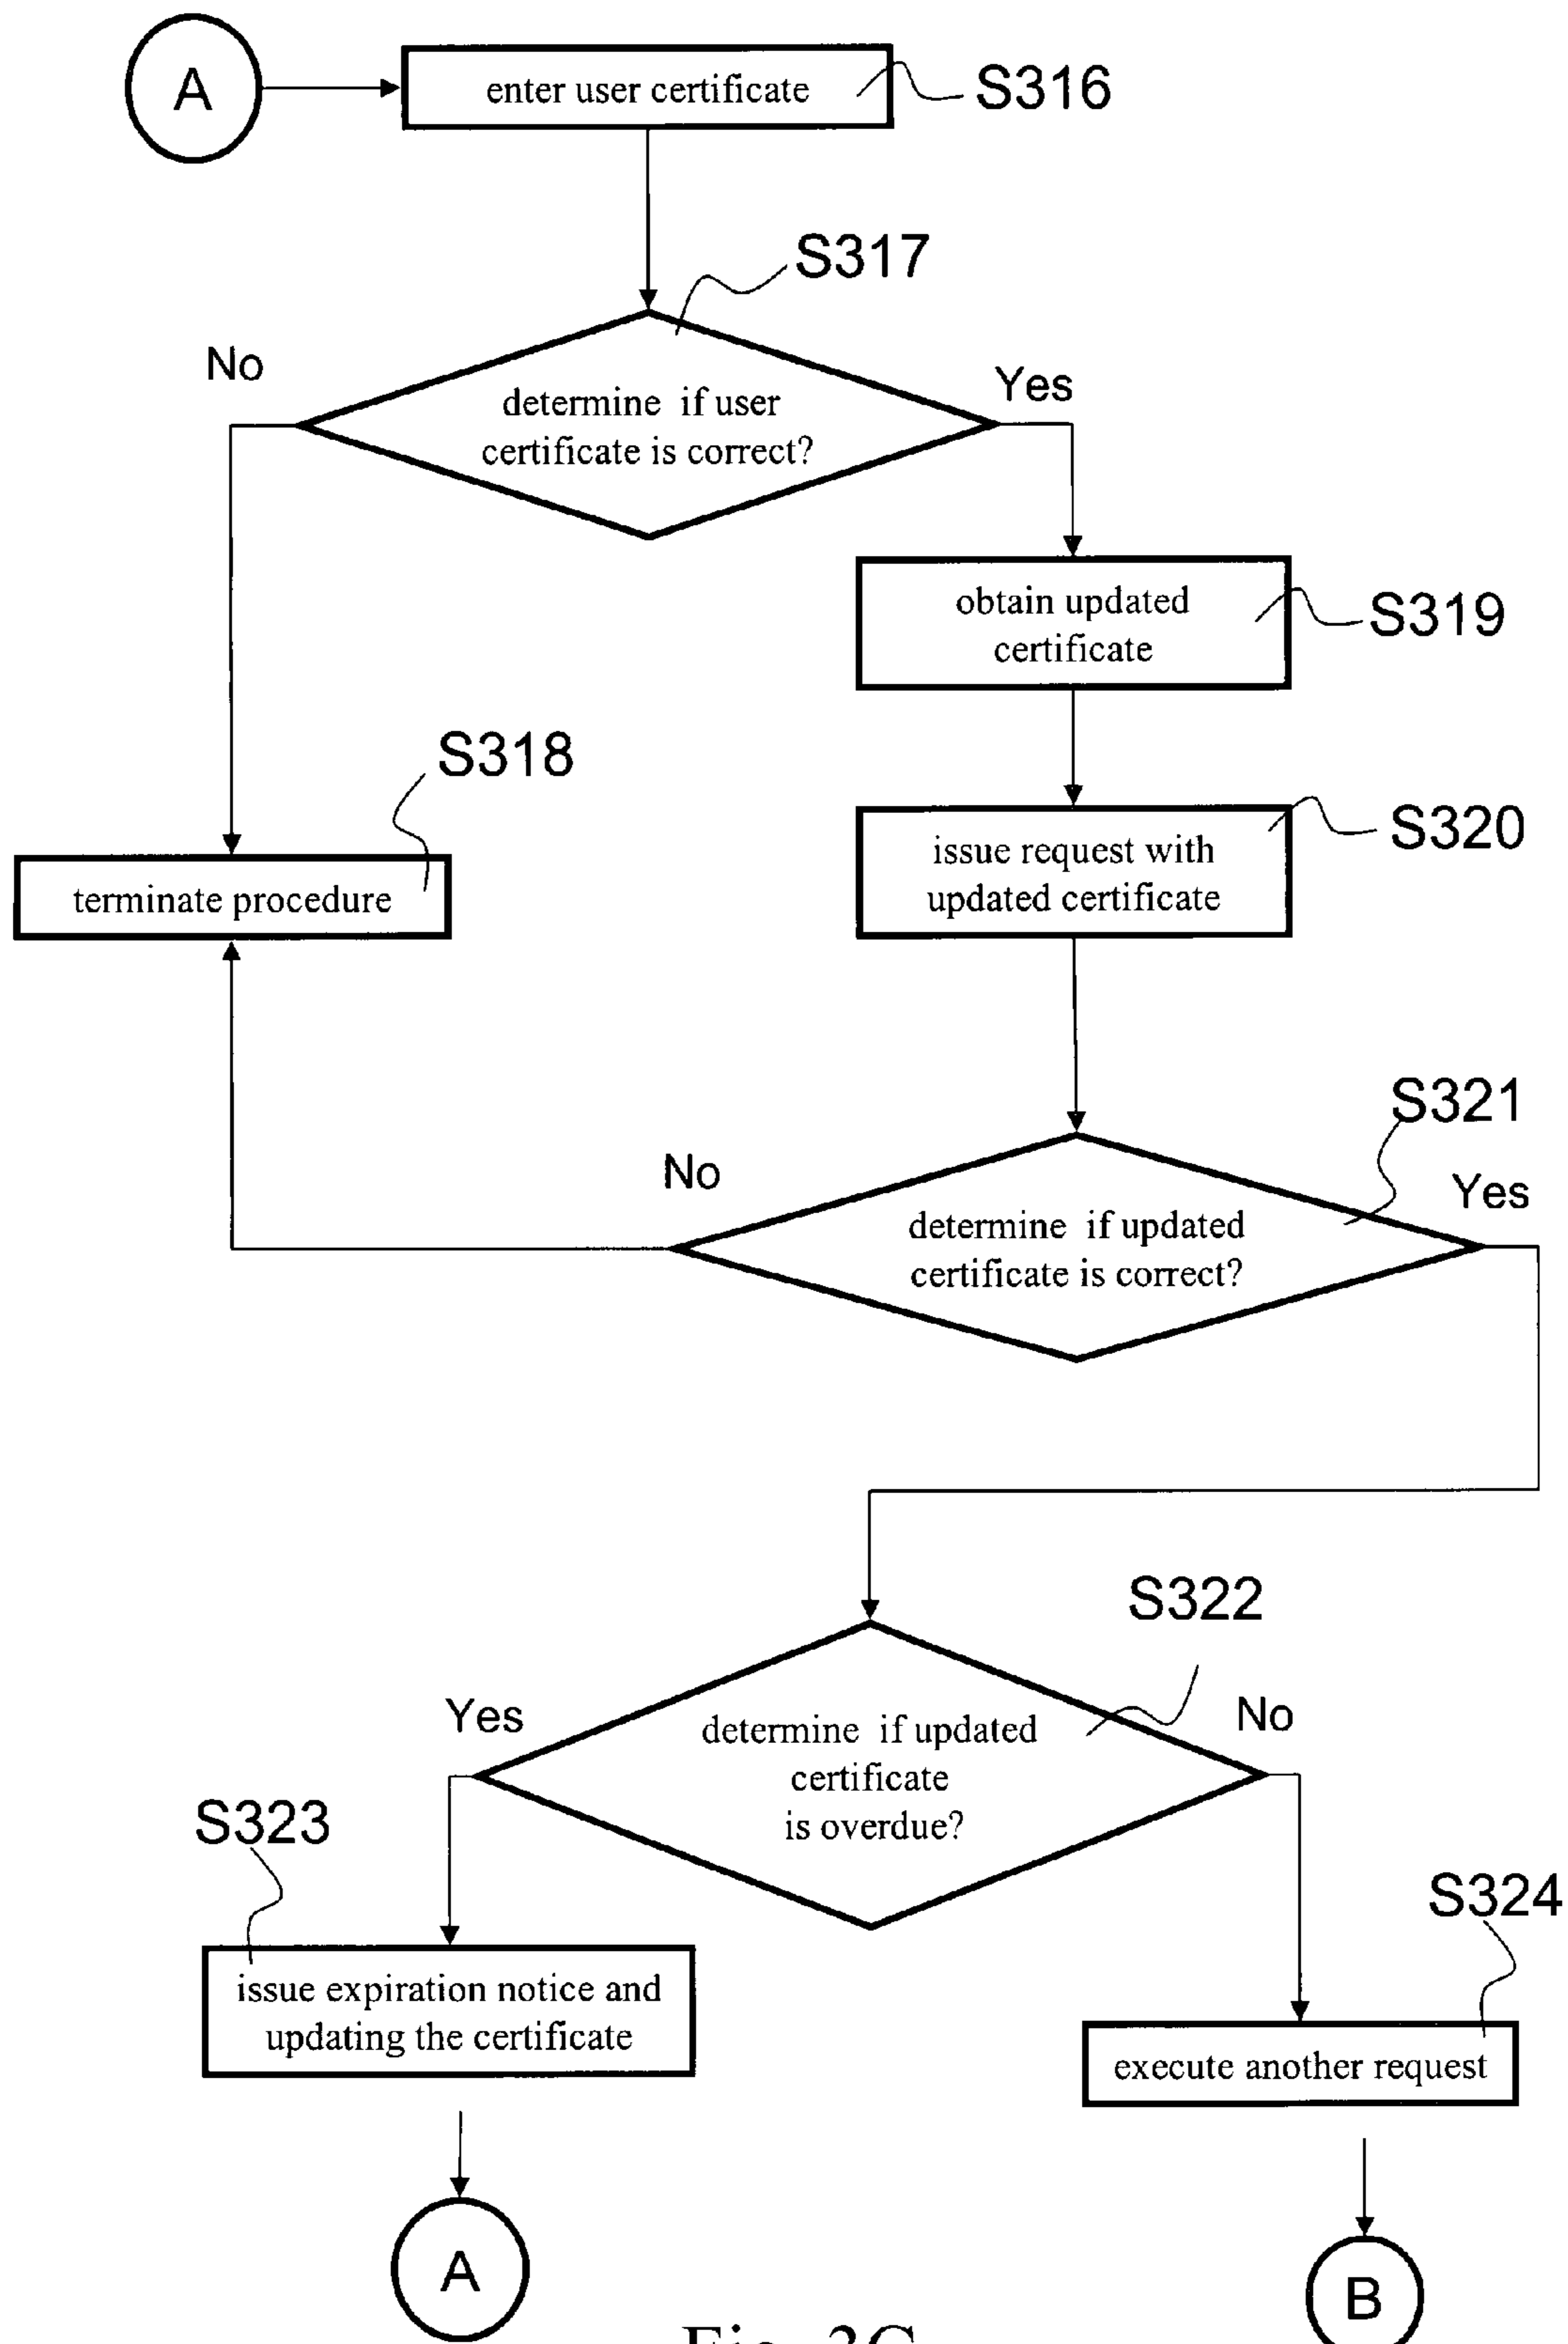 A
enter user certificate
S316
S317
No
Yes
determine if user
certificate is correct?
obtain updated
certificate
S319
S318
terminate procedure
issue request with
updated certificate
S320
S321
No
Yes
determine if updated
certificate is correct?
S322
Yes
No
determine if updated
certificate
is overdue?
S323
S324
issue expiration notice and
updating the certificate
execute another request
A
B
Fig. 3C